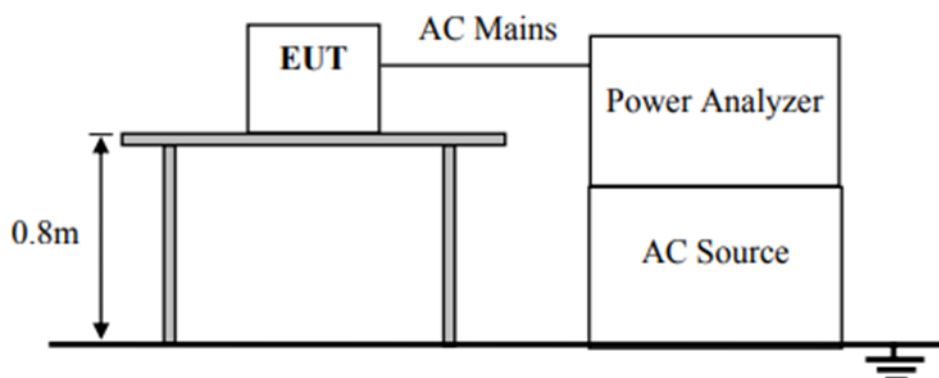 AC Mains
EUT
Power Analyzer
0.8m
AC Source